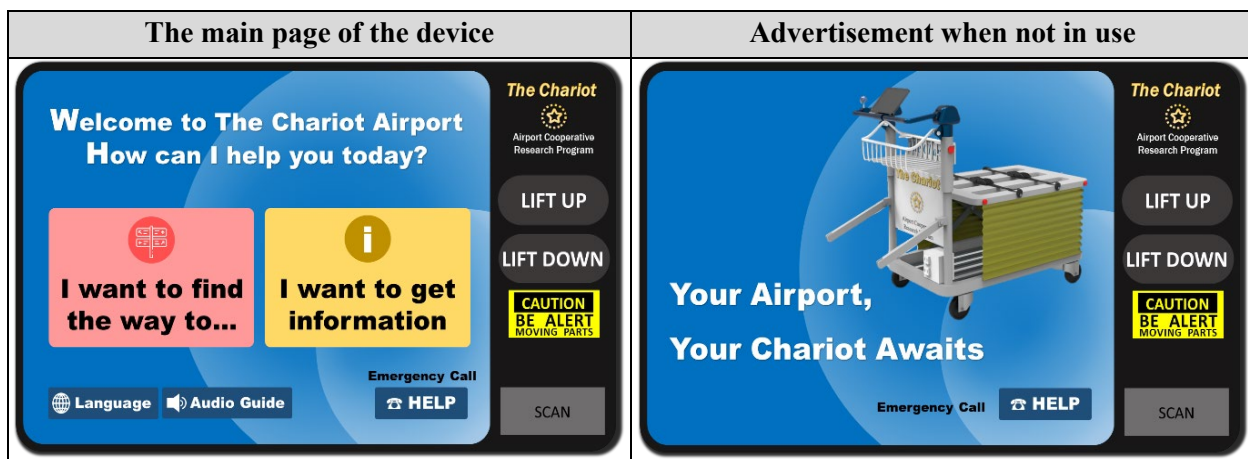 The main page of the device
Advertisement when not in use
Welcome to The Chariot Airport
How can I help you today?
I want to find
the way to...
i
I want to get
information
Language
Audio Guide
Emergency Call
☎ HELP
The Chariot
Airport Cooperative
Research Program
LIFT UP
LIFT DOWN
CAUTION
BE ALERT
MOVING PARTS
SCAN
The Chariot
Airport Cooperative
Research Program
Your Airport,
Your Chariot Awaits
Emergency Call
☎ HELP
The Chariot
Airport Cooperative
Research Program
LIFT UP
LIFT DOWN
CAUTION
BE ALERT
MOVING PARTS
SCAN